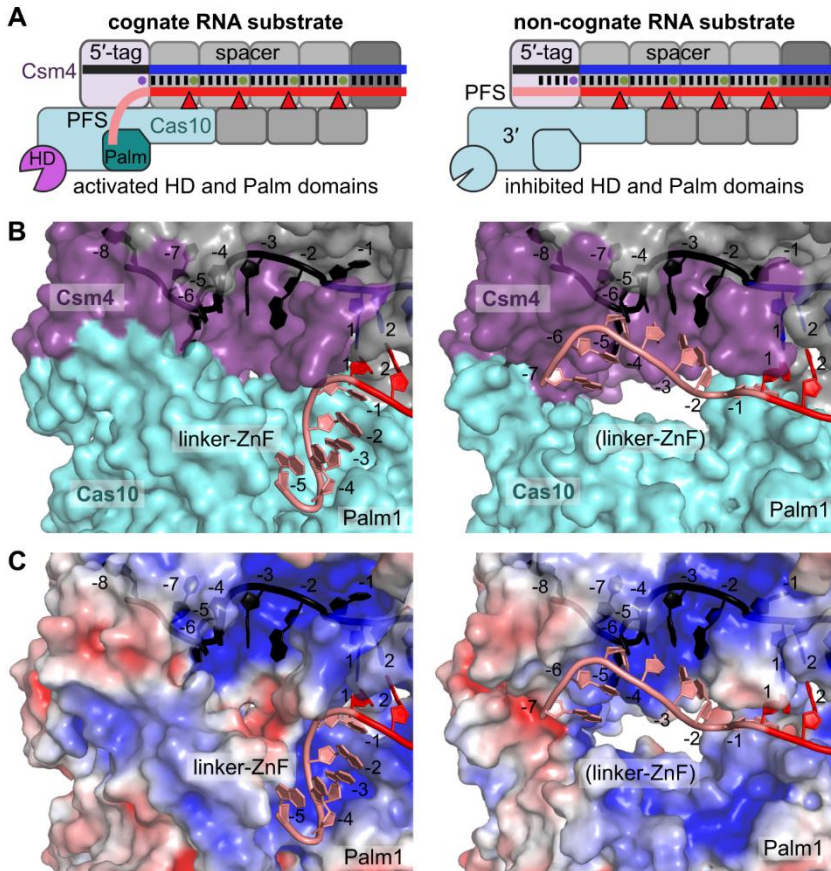 A
cognate RNA substrate
non-cognate RNA substrate
5′-tag
spacer
Csm4
PFS
Cas10
Palm
HD
activated HD and Palm domains
5′-tag
spacer
PFS
3′
inhibited HD and Palm domains
B
-8
-7
-4
-3
-2
-1
-5
-6
Csm4
1
2
1
2
-1
linker-ZnF
-2
-3
-5
-4
Cas10
Palm1
-8
-7
-4
-3
-2
-1
-5
-6
Csm4
-6
-5
1
2
-7
-4
-3
1
2
-2
-1
(linker-ZnF)
Cas10
Palm1
C
-8
-7
-4
-3
-2
-1
-5
-6
1
2
1
2
-1
linker-ZnF
-2
-3
-5
-4
Palm1
-8
-7
-4
-3
-2
-1
-5
-6
-6
-5
1
2
-7
-4
-3
1
2
-2
-1
(linker-ZnF)
Palm1